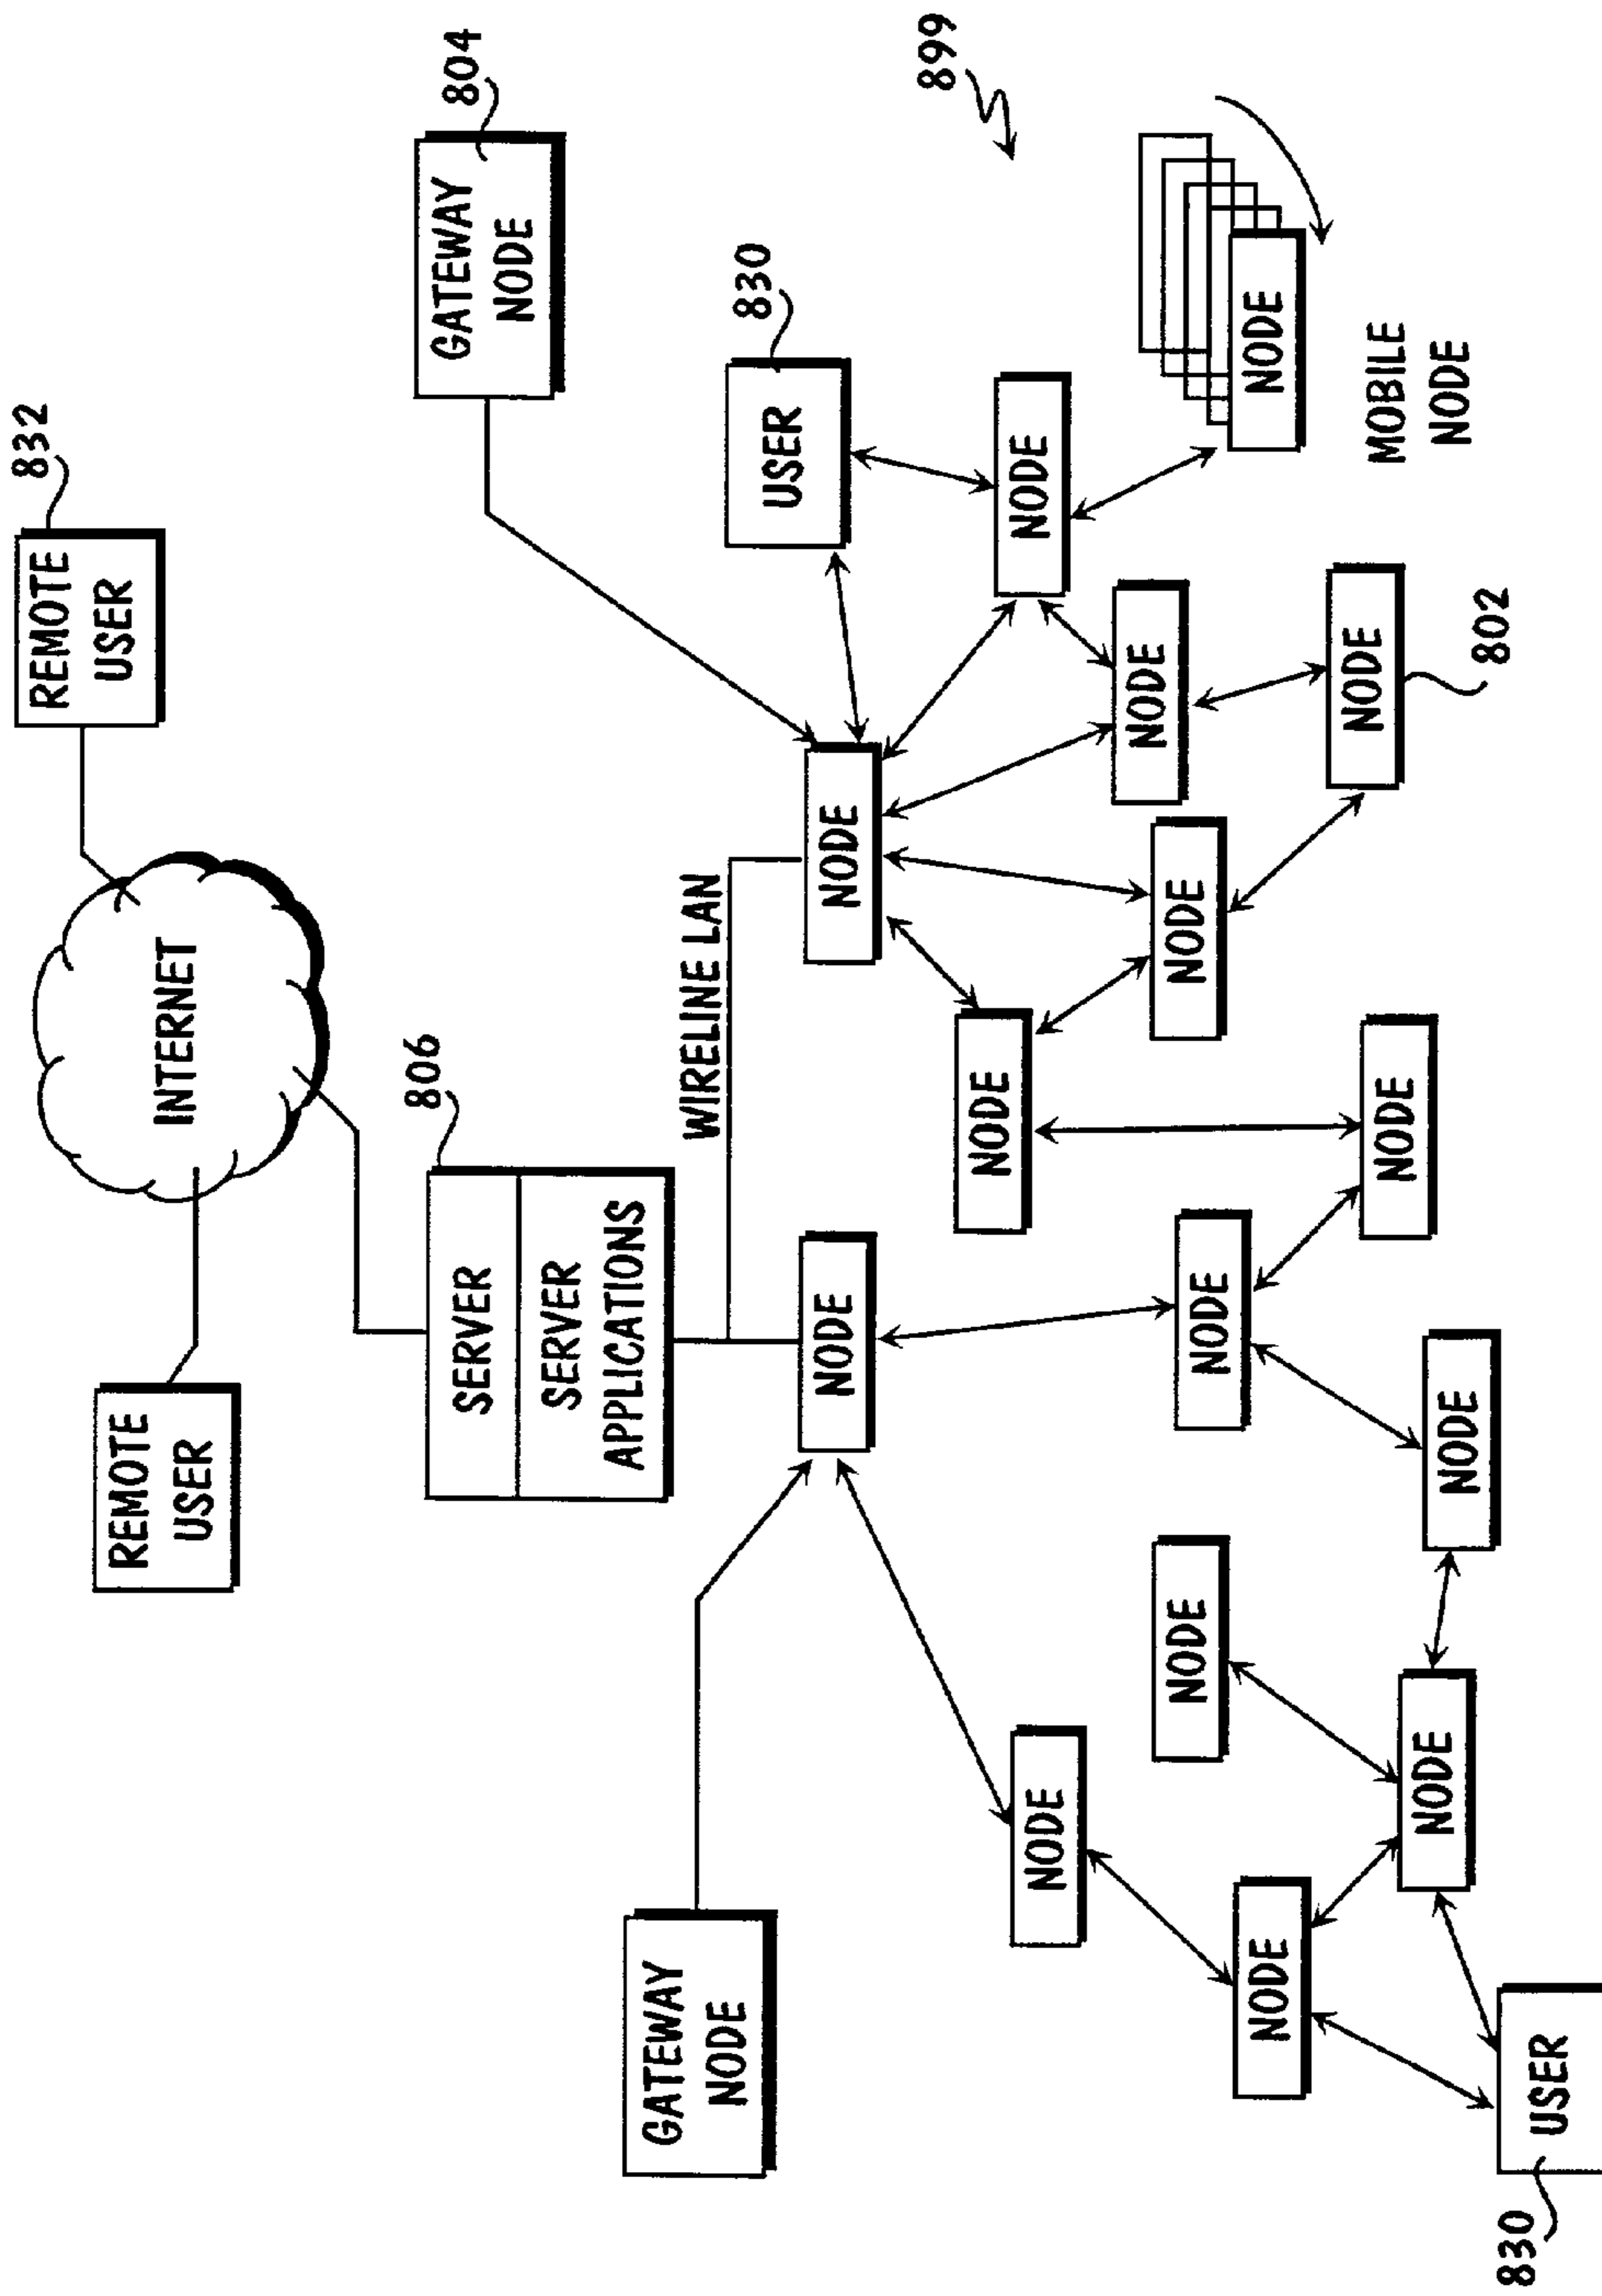 832
REMOTE
USER
REMOTE
USER
INTERNET
804
GATEWAY
NODE
806
SERVER
SERVER
APPLICATIONS
WIRELINE LAN
GATEWAY
NODE
830
USER
NODE
NODE
899
NODE
NODE
NODE
NODE
NODE
NODE
NODE
NODE
NODE
MOBILE
NODE
NODE
802
NODE
NODE
NODE
USER
830